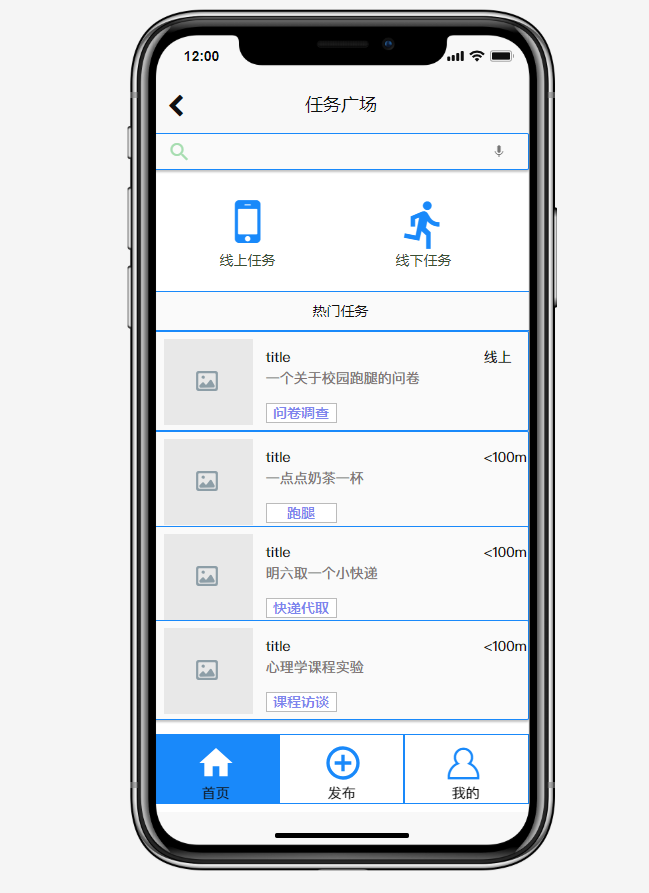 12:00
任务广场
线上任务
线下任务
热门任务
title
线上
一个关于校园跑腿的问卷
问卷调查
title
<100m
一点点奶茶一杯
跑腿
title
<100m
明六取一个小快递
快递代取
title
<100m
心理学课程实验
课程访谈
首页
发布
我的